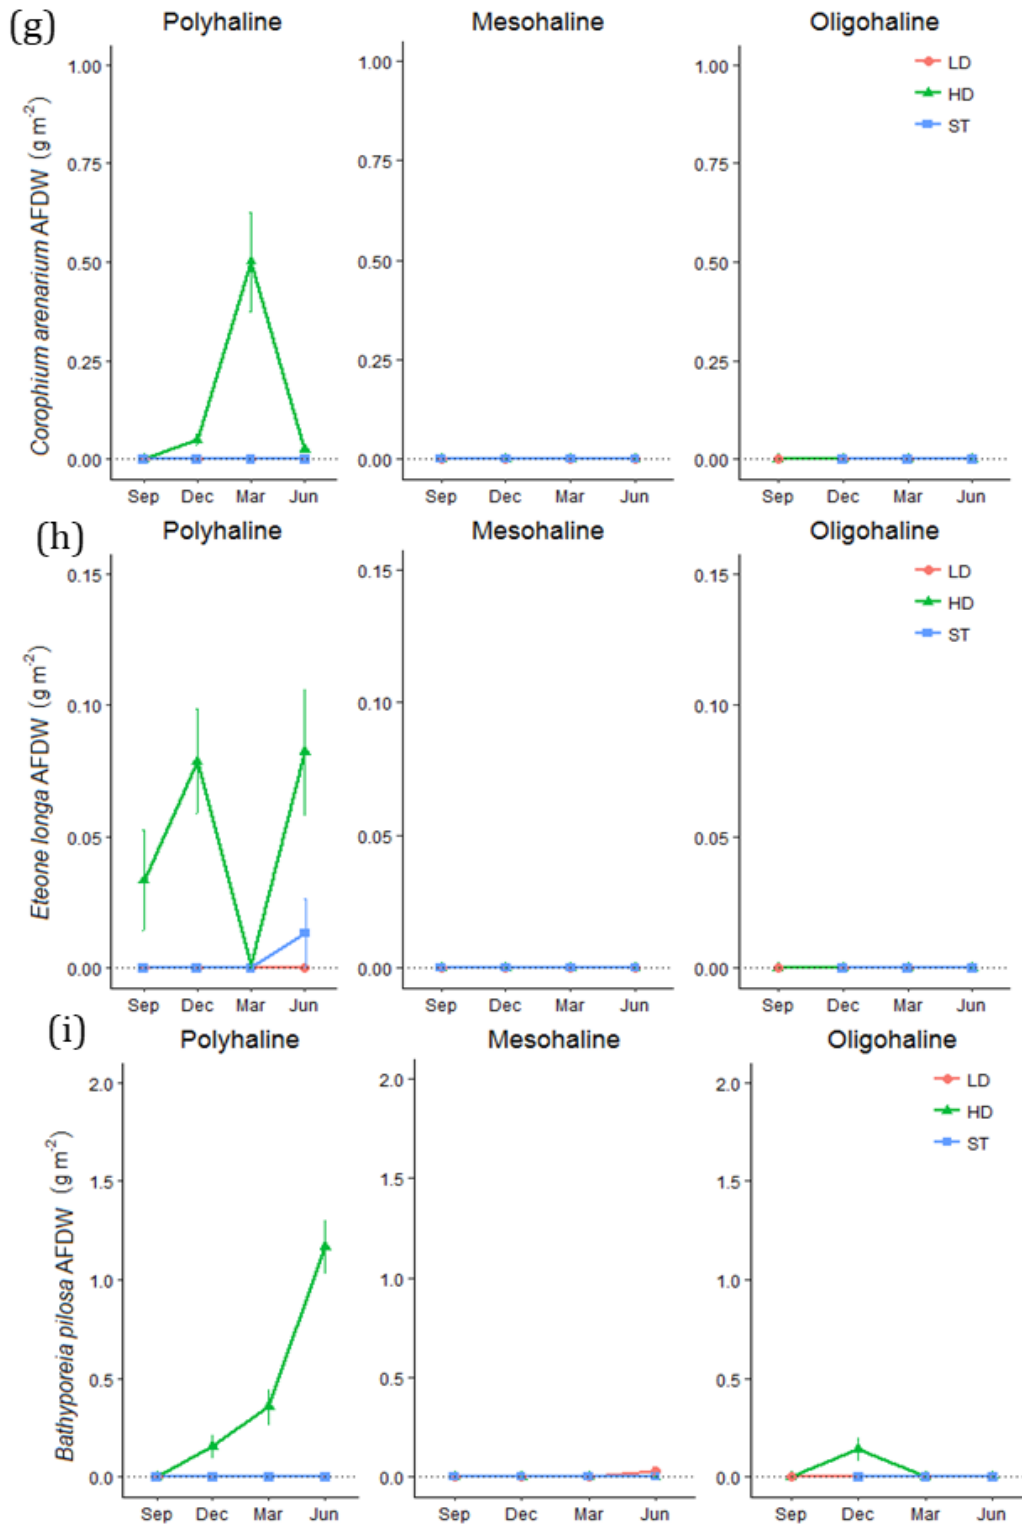 (g)
Polyhaline Mesohaline Oligohaline
Corophium arenarium AFDW (g m-2)
1.00 1.00 1.00
0.75 0.75 0.75
0.50 0.50 0.50
0.25 0.25 0.25
0.00 0.00 0.00
LD
HD
ST
Sep Dec Mar Jun Sep Dec Mar Jun Sep Dec Mar Jun
(h)
Polyhaline Mesohaline Oligohaline
Eteone longa AFDW (g m-2)
0.15 0.15 0.15
0.10 0.10 0.10
0.05 0.05 0.05
0.00 0.00 0.00
LD
HD
ST
Sep Dec Mar Jun Sep Dec Mar Jun Sep Dec Mar Jun
(i)
Polyhaline Mesohaline Oligohaline
Bathyporeia pilosa AFDW (g m-2)
2.0 2.0 2.0
1.5 1.5 1.5
1.0 1.0 1.0
0.5 0.5 0.5
0.0 0.0 0.0
LD
HD
ST
Sep Dec Mar Jun Sep Dec Mar Jun Sep Dec Mar Jun